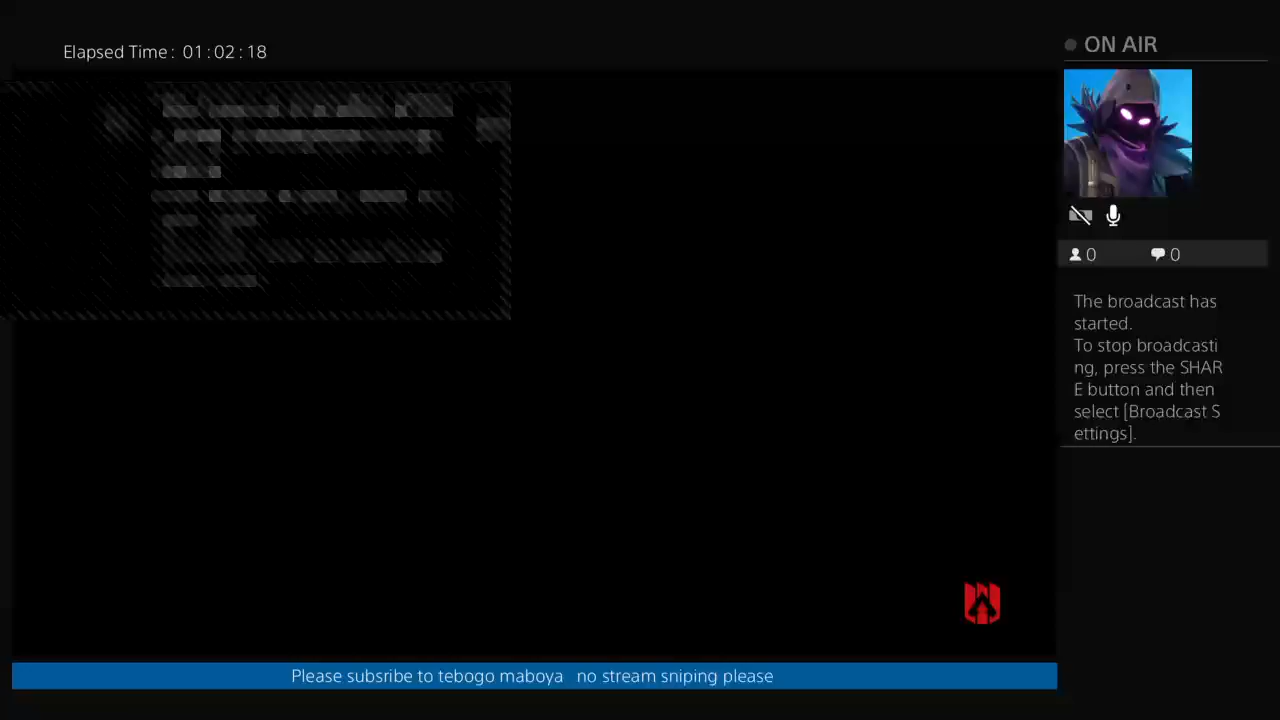 Elapsed Time: 01:02:18
ON AIR
0 0
The broadcast has
started.
To stop broadcasti
ng, press the SHAR
E button and then
select [Broadcast S
ettings].
Please subsribe to tebogo maboya no stream sniping please